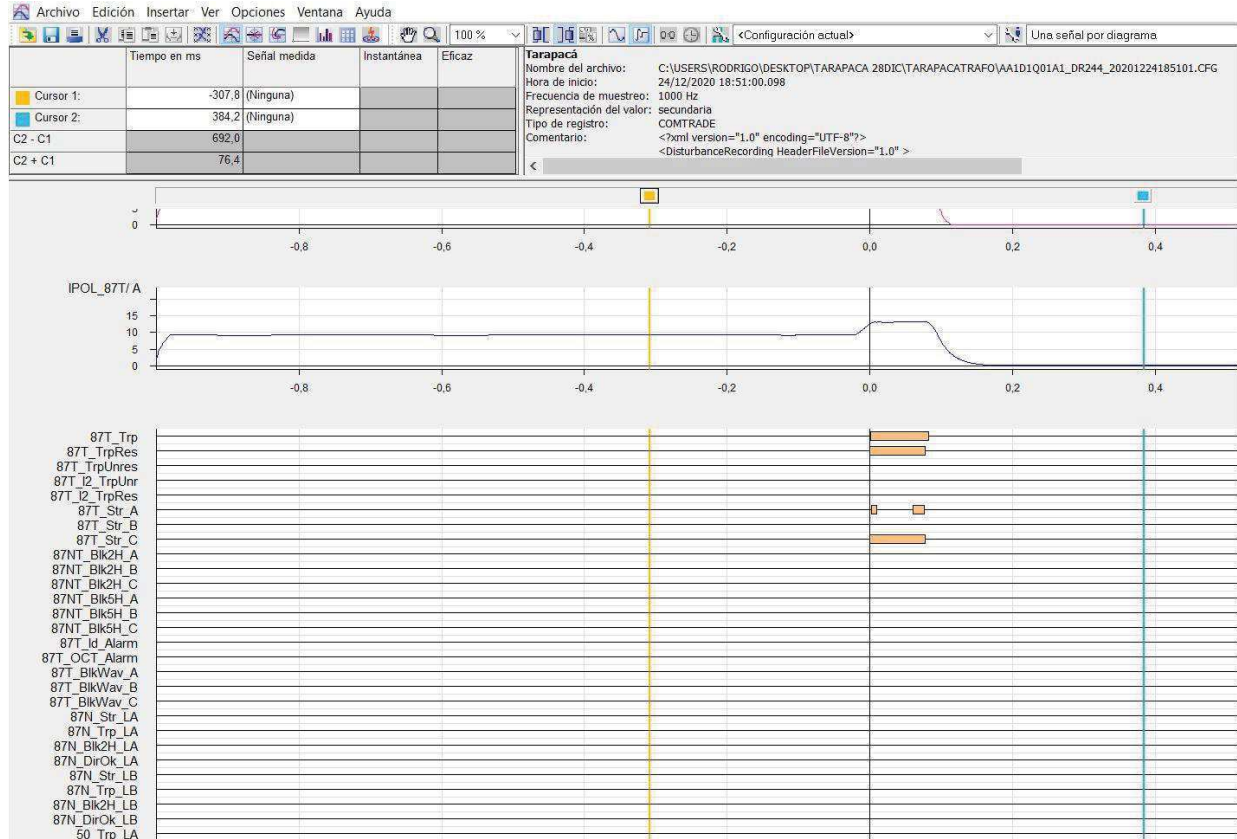 Archivo Edición Insertar Ver Opciones Ventana Ayuda
100 % <Configuración actual> Una señal por diagrama
Tiempo en ms Señal medida Instantánea Eficaz
Cursor 1: -307,8 (Ninguna)
Cursor 2: 384,2 (Ninguna)
C2 - C1 692,0
C2 + C1 76,4
Tarapacá
Nombre del archivo: C:\USERS\RODRIGO\DESKTOP\TARAPACA 28DIC\TARAPACATRAFO\AA1D1Q01A1_DR244_20201224185101.CFG
Hora de inicio: 24/12/2020 18:51:00.098
Frecuencia de muestreo: 1000 Hz
Representación del valor: secundaria
Tipo de registro: COMTRADE
Comentario: <?xml version="1.0" encoding="UTF-8"?>
<DisturbanceRecording HeaderFileVersion="1.0" >
0
-0,8 -0,6 -0,4 -0,2 0,0 0,2 0,4
IPOL_87T/ A
15
10
5
0
-0,8 -0,6 -0,4 -0,2 0,0 0,2 0,4
87T_Trp
87T_TrpRes
87T_TrpUnres
87T_I2_TrpUnr
87T_I2_TrpRes
87T_Str_A
87T_Str_B
87T_Str_C
87NT_Blk2H_A
87NT_Blk2H_B
87NT_Blk2H_C
87NT_Blk5H_A
87NT_Blk5H_B
87NT_Blk5H_C
87T_Id_Alarm
87T_OCT_Alarm
87T_BlkWav_A
87T_BlkWav_B
87T_BlkWav_C
87N_Str_LA
87N_Trp_LA
87N_Blk2H_LA
87N_DirOk_LA
87N_Str_LB
87N_Trp_LB
87N_Blk2H_LB
87N_DirOk_LB
50_Trp_LA